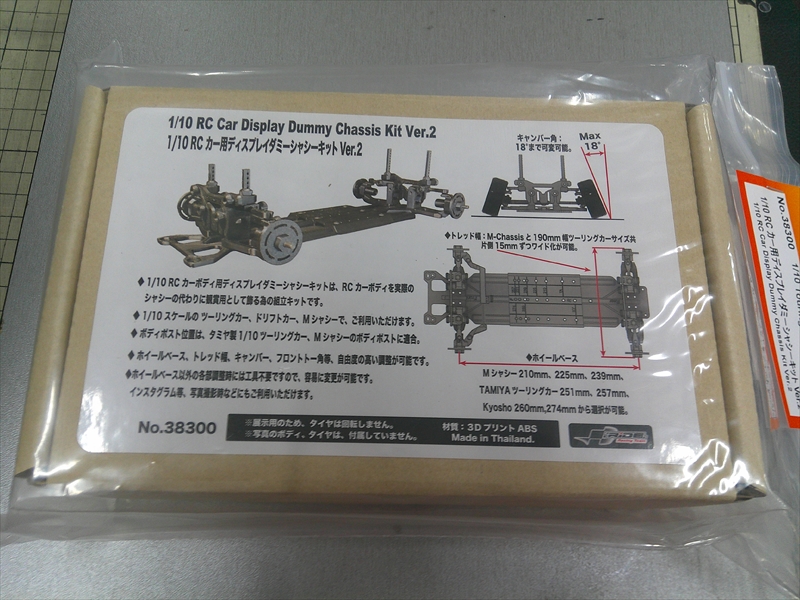 1/10 RC Car Display Dummy Chassis Kit Ver.2
1/10 RC カー用ディスプレイダミーシャシーキット Ver.2
キャンバー角:
18°まで可変可能。
Max
18°
◆トレッド幅:M-Chassis と 190mm 幅ツーリングカーサイズ共
片側 15mm ずつワイド化が可能。
◆1/10 RC カーボディ用ディスプレイダミーシャシーキットは、RC カーボディを実際の
シャシーの代わりに観賞用として飾る為の組立キットです。
◆1/10 スケールのツーリングカー、ドリフトカー、M シャシーで、ご利用いただけます。
◆ボディポスト位置は、タミヤ製 1/10 ツーリングカー、M シャシーのボディポストに適合。
◆ホイールベース、トレッド幅、キャンバー、フロントトー角等、自由度の高い調整が可能です。
◆ホイールベース以外の各部調整時には工具不要ですので、容易に変更が可能です。
インスタグラム等、写真撮影時などにもご利用いただけます。
◆ホイールベース
M シャシー 210mm, 225mm, 239mm,
TAMIYA ツーリングカー 251mm, 257mm,
Kyosho 260mm,274mm から選択が可能。
No.38300
※展示用のため、タイヤは回転しません。
※写真のボディ、タイヤは、付属していません。
材質:3D プリント ABS
Made in Thailand.
RIDE
No.38300
1/10 RC カー用ディスプレイダミーシャシーキット Ver.2
1/10 RC Car Display Dummy Chassis Kit Ver.2